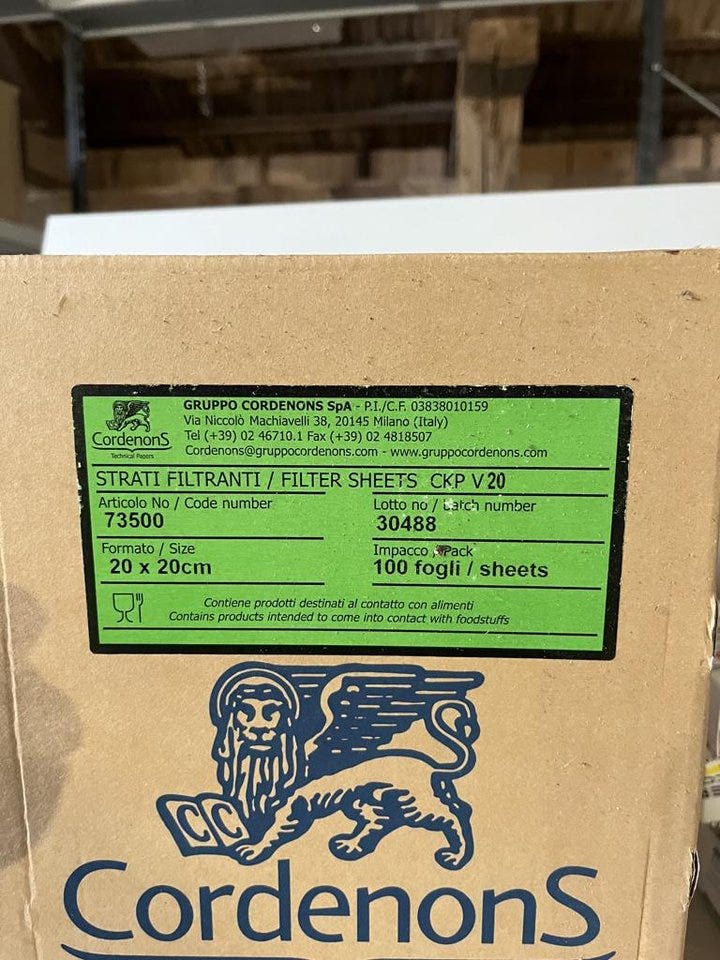 GRUPPO CORDENONS SpA - P.I./C.F. 03838010159
Via Niccolò Machiavelli 38, 20145 Milano (Italy)
Tel (+39) 02 46710.1 Fax (+39) 02 4818507
Cordenons@gruppocordenons.com - www.gruppocordenons.com
CordenonS
Technical Papers
STRATI FILTRANTI / FILTER SHEETS CKP V 20
Articolo No / Code number
73500
Lotto no / Batch number
30488
Formato / Size
20 x 20cm
Impacco / Pack
100 fogli / sheets
Contiene prodotti destinati al contatto con alimenti
Contains products intended to come into contact with foodstuffs
C C
CordenonS